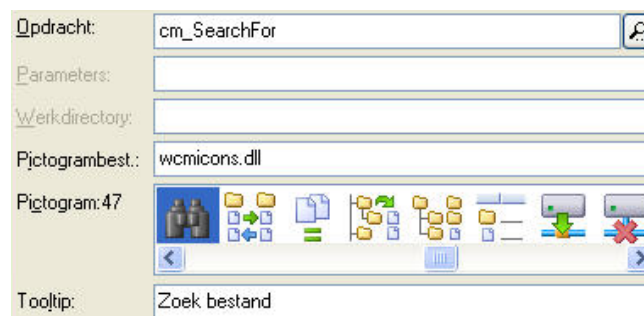 Opdracht: cm_SearchFor
Parameters:
Werkdirectory:
Pictogrambest.: wcmicons.dll
Pictogram:47
Tooltip: Zoek bestand